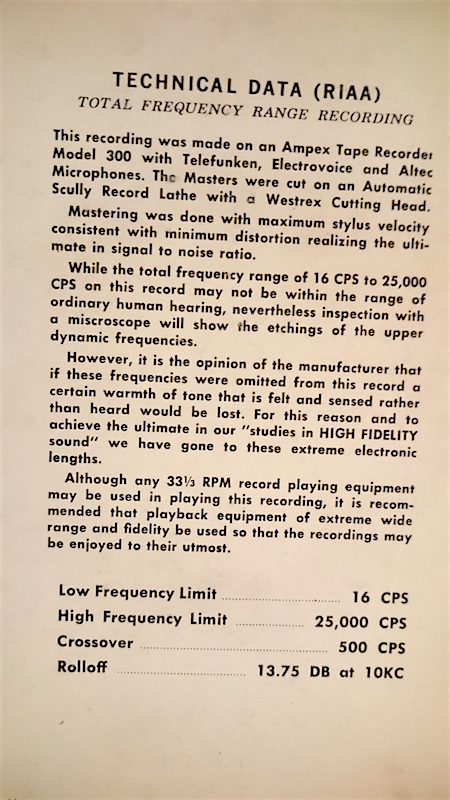 TECHNICAL DATA (RIAA)
TOTAL FREQUENCY RANGE RECORDING
This recording was made on an Ampex Tape Recorder
Model 300 with Telefunken, Electrovoice and Altec
Microphones. The Masters were cut on an Automatic
Scully Record Lathe with a Westrex Cutting Head.
Mastering was done with maximum stylus velocity
consistent with minimum distortion realizing the ulti-
mate in signal to noise ratio.
While the total frequency range of 16 CPS to 25,000
CPS on this record may not be within the range of
ordinary human hearing, nevertheless inspection with
a miscroscope will show the etchings of the upper
dynamic frequencies.
However, it is the opinion of the manufacturer that
if these frequencies were omitted from this record a
certain warmth of tone that is felt and sensed rather
than heard would be lost. For this reason and to
achieve the ultimate in our "studies in HIGH FIDELITY
sound" we have gone to these extreme electronic
lengths.
Although any 33⅓ RPM record playing equipment
may be used in playing this recording, it is recom-
mended that playback equipment of extreme wide
range and fidelity be used so that the recordings may
be enjoyed to their utmost.
Low Frequency Limit ........................ 16 CPS
High Frequency Limit .................. 25,000 CPS
Crossover ...................................... 500 CPS
Rolloff .......................... 13.75 DB at 10KC